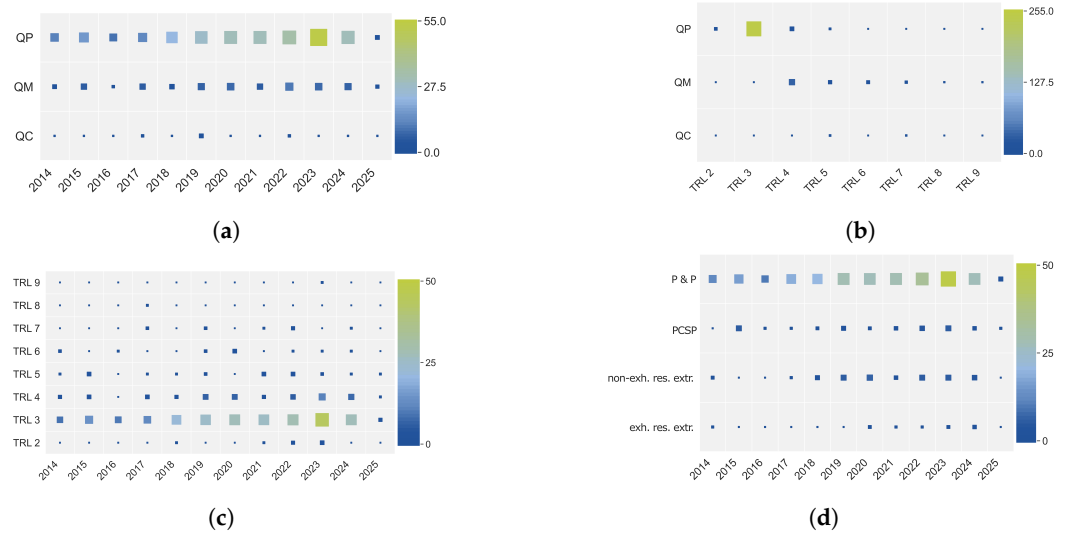 QP
QM
QC
55.0
27.5
0.0
2014 2015 2016 2017 2018 2019 2020 2021 2022 2023 2024 2025
(a)
QP
QM
QC
255.0
127.5
0.0
TRL 2 TRL 3 TRL 4 TRL 5 TRL 6 TRL 7 TRL 8 TRL 9
(b)
TRL 9
TRL 8
TRL 7
TRL 6
TRL 5
TRL 4
TRL 3
TRL 2
50
25
0
2014 2015 2016 2017 2018 2019 2020 2021 2022 2023 2024 2025
(c)
P & P
PCSP
non-exh. res. extr.
exh. res. extr.
50
25
0
2014 2015 2016 2017 2018 2019 2020 2021 2022 2023 2024 2025
(d)